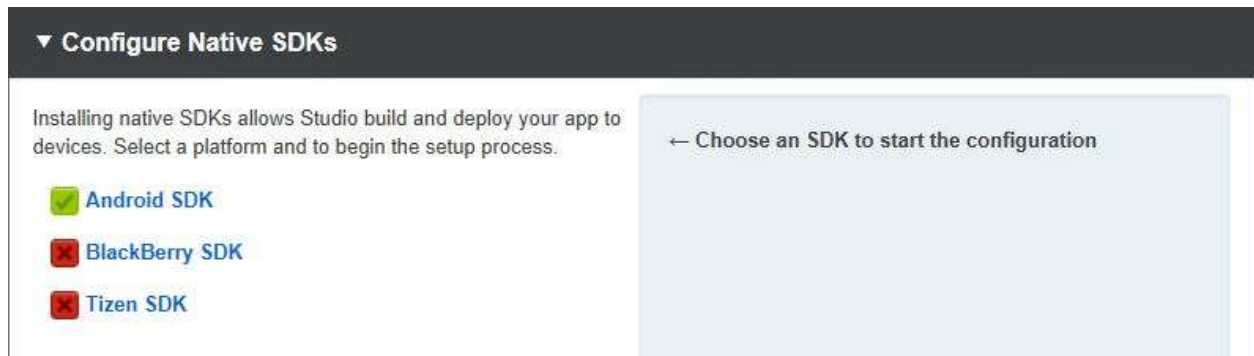 ▼ Configure Native SDKs
Installing native SDKs allows Studio build and deploy your app to
devices. Select a platform and to begin the setup process.
Android SDK
BlackBerry SDK
Tizen SDK
← Choose an SDK to start the configuration